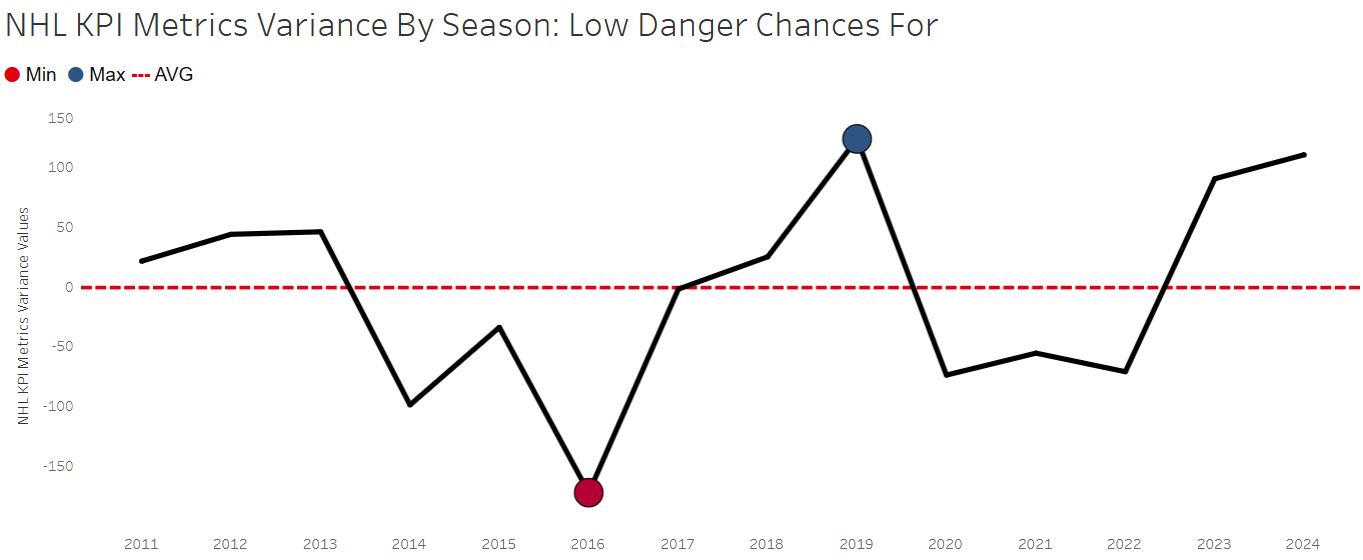 NHL KPI Metrics Variance By Season: Low Danger Chances For
Min Max AVG
150
100
50
0
-50
-100
-150
NHL KPI Metrics Variance Values
2011 2012 2013 2014 2015 2016 2017 2018 2019 2020 2021 2022 2023 2024